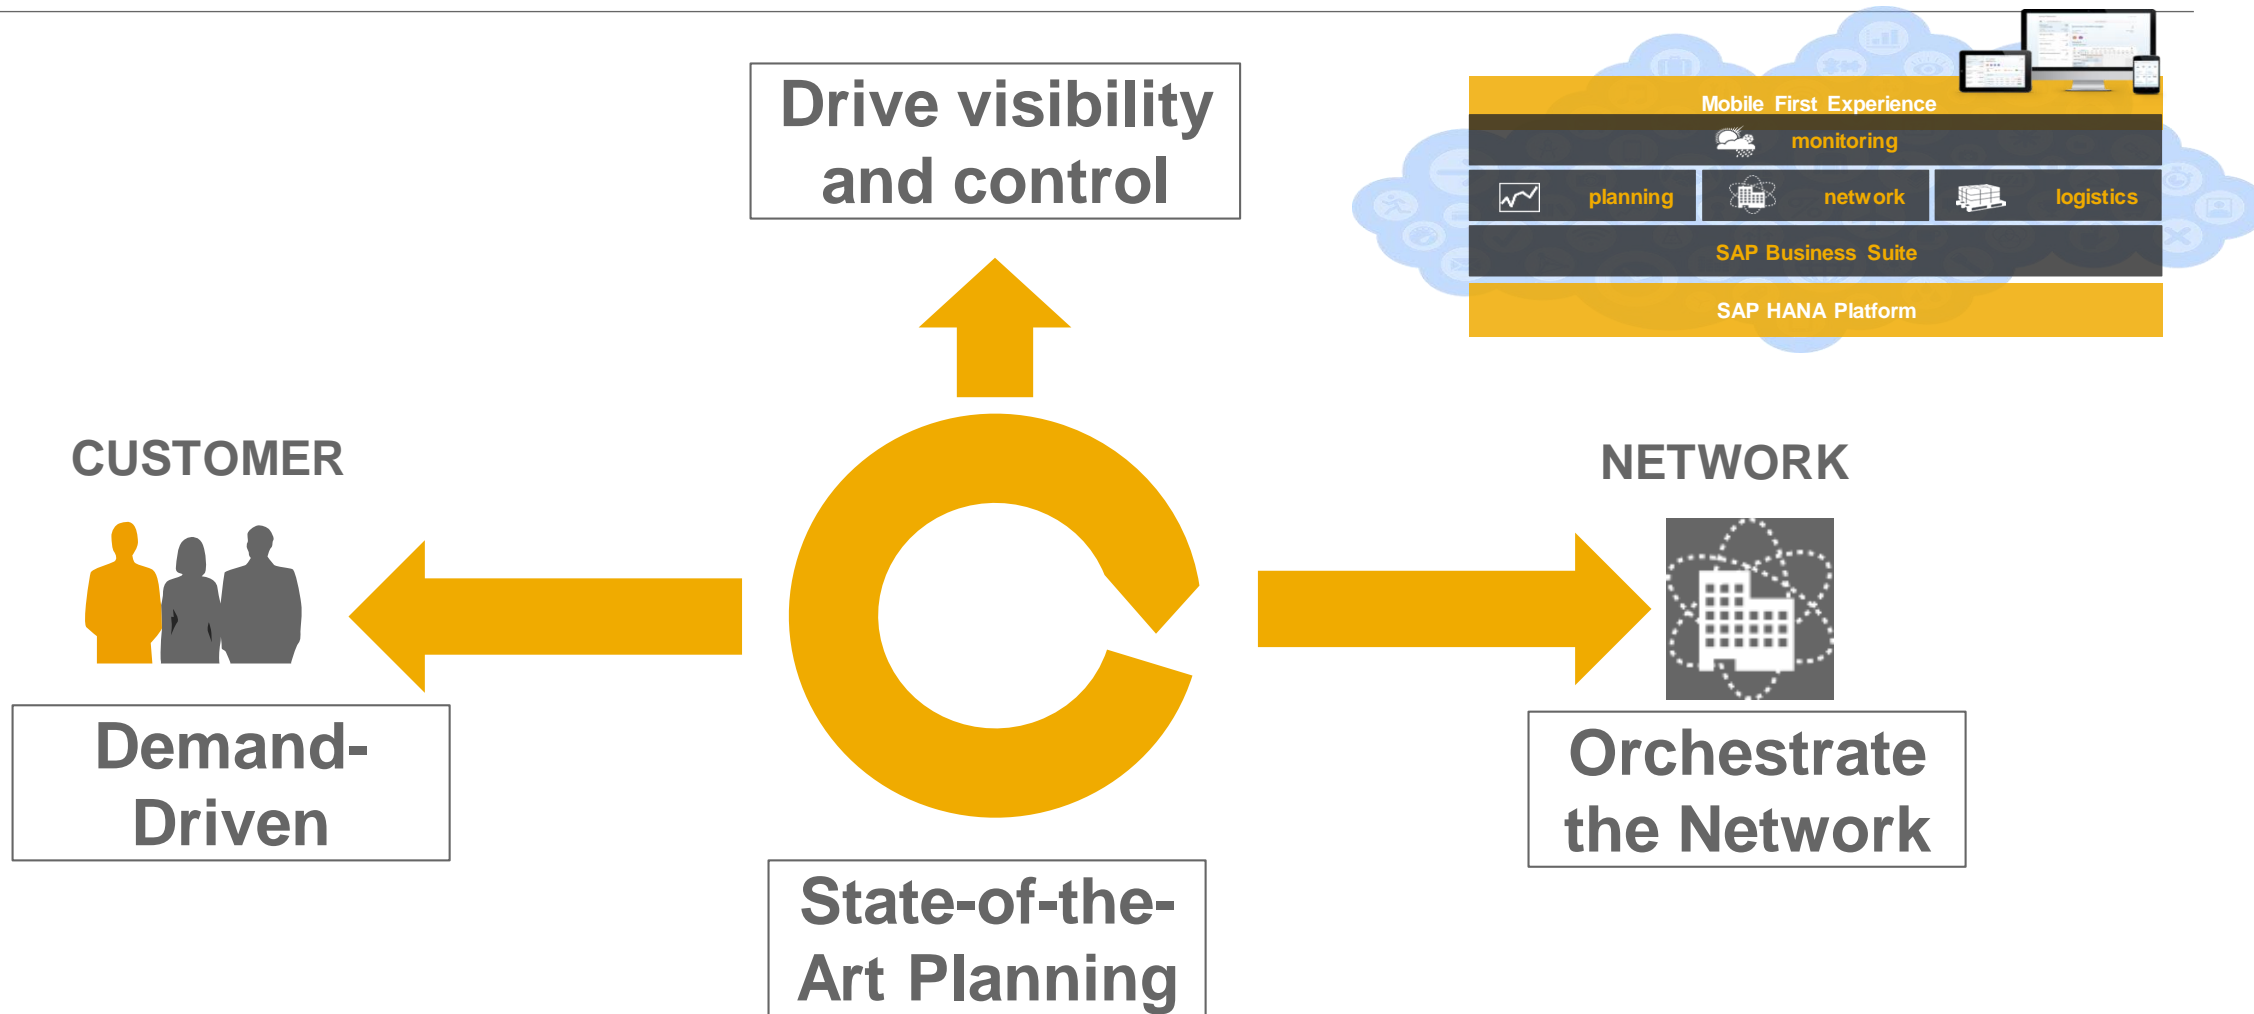 Drive visibility
and control
Mobile First Experience
monitoring
planning
network
logistics
SAP Business Suite
SAP HANA Platform
CUSTOMER
NETWORK
Demand-
Driven
Orchestrate
the Network
State-of-the-
Art Planning